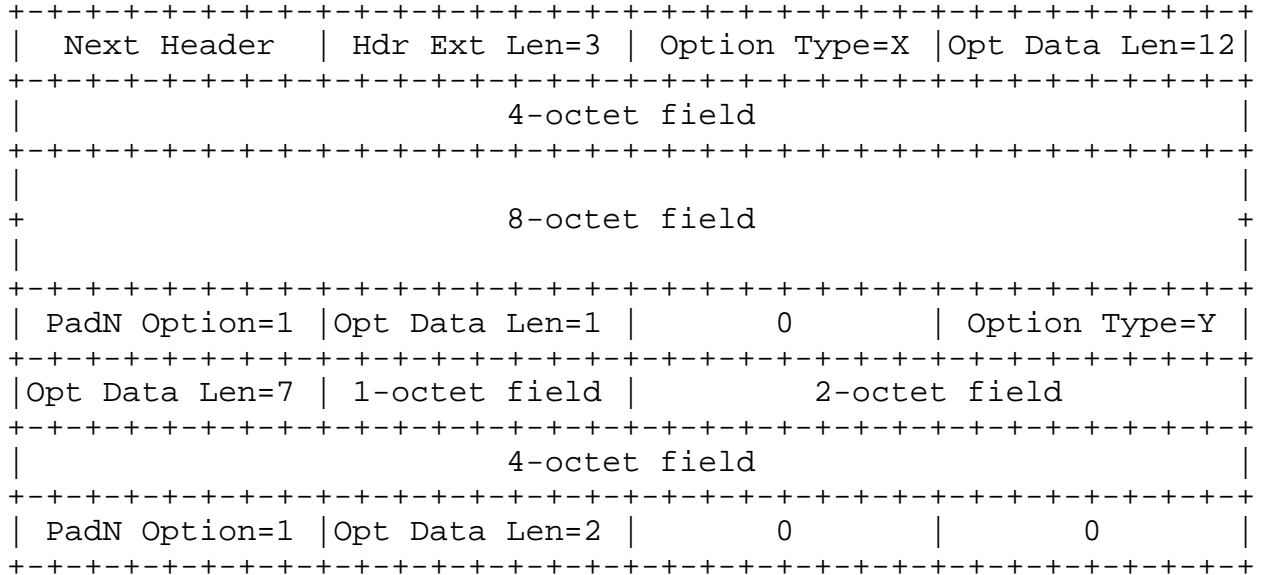 +-+-+-+-+-+-+-+-+-+-+-+-+-+-+-+-+-+-+-+-+-+-+-+-+-+-+-+-+-+-+-+-+
|  Next Header  | Hdr Ext Len=3 | Option Type=X |Opt Data Len=12|
+-+-+-+-+-+-+-+-+-+-+-+-+-+-+-+-+-+-+-+-+-+-+-+-+-+-+-+-+-+-+-+-+
|                         4-octet field                         |
+-+-+-+-+-+-+-+-+-+-+-+-+-+-+-+-+-+-+-+-+-+-+-+-+-+-+-+-+-+-+-+-+
|                                                               |
+                         8-octet field                         +
|                                                               |
+-+-+-+-+-+-+-+-+-+-+-+-+-+-+-+-+-+-+-+-+-+-+-+-+-+-+-+-+-+-+-+-+
| PadN Option=1 |Opt Data Len=1 |       0       | Option Type=Y |
+-+-+-+-+-+-+-+-+-+-+-+-+-+-+-+-+-+-+-+-+-+-+-+-+-+-+-+-+-+-+-+-+
|Opt Data Len=7 | 1-octet field |         2-octet field         |
+-+-+-+-+-+-+-+-+-+-+-+-+-+-+-+-+-+-+-+-+-+-+-+-+-+-+-+-+-+-+-+-+
|                         4-octet field                         |
+-+-+-+-+-+-+-+-+-+-+-+-+-+-+-+-+-+-+-+-+-+-+-+-+-+-+-+-+-+-+-+-+
| PadN Option=1 |Opt Data Len=2 |       0       |       0       |
+-+-+-+-+-+-+-+-+-+-+-+-+-+-+-+-+-+-+-+-+-+-+-+-+-+-+-+-+-+-+-+-+